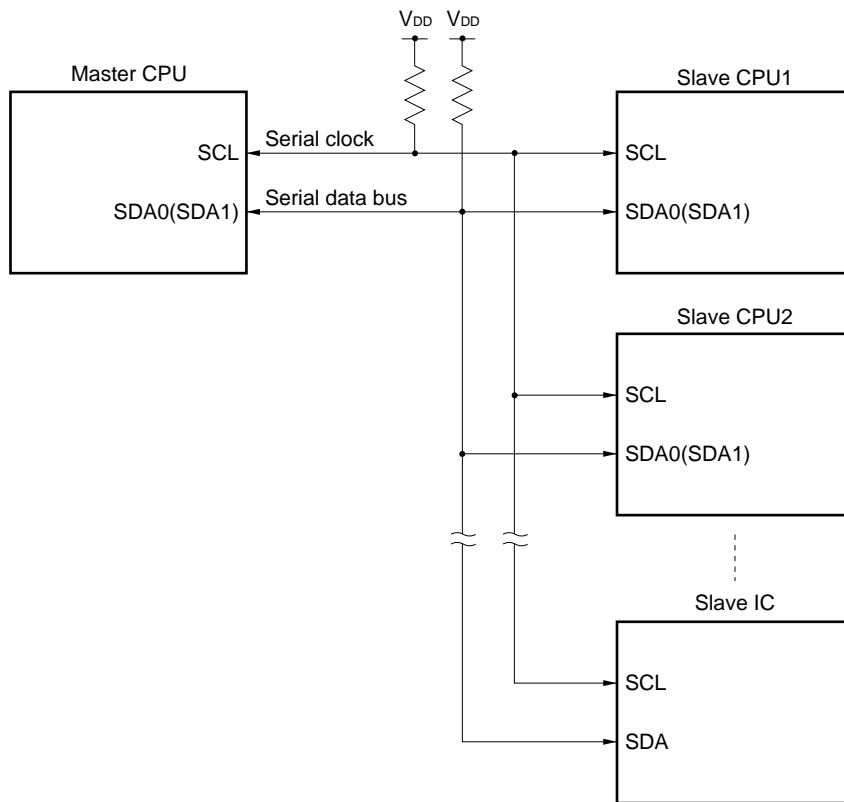 VDD VDD
Master CPU
Slave CPU1
SCL
Serial clock
SCL
SDA0(SDA1)
Serial data bus
SDA0(SDA1)
Slave CPU2
SCL
SDA0(SDA1)
Slave IC
SCL
SDA